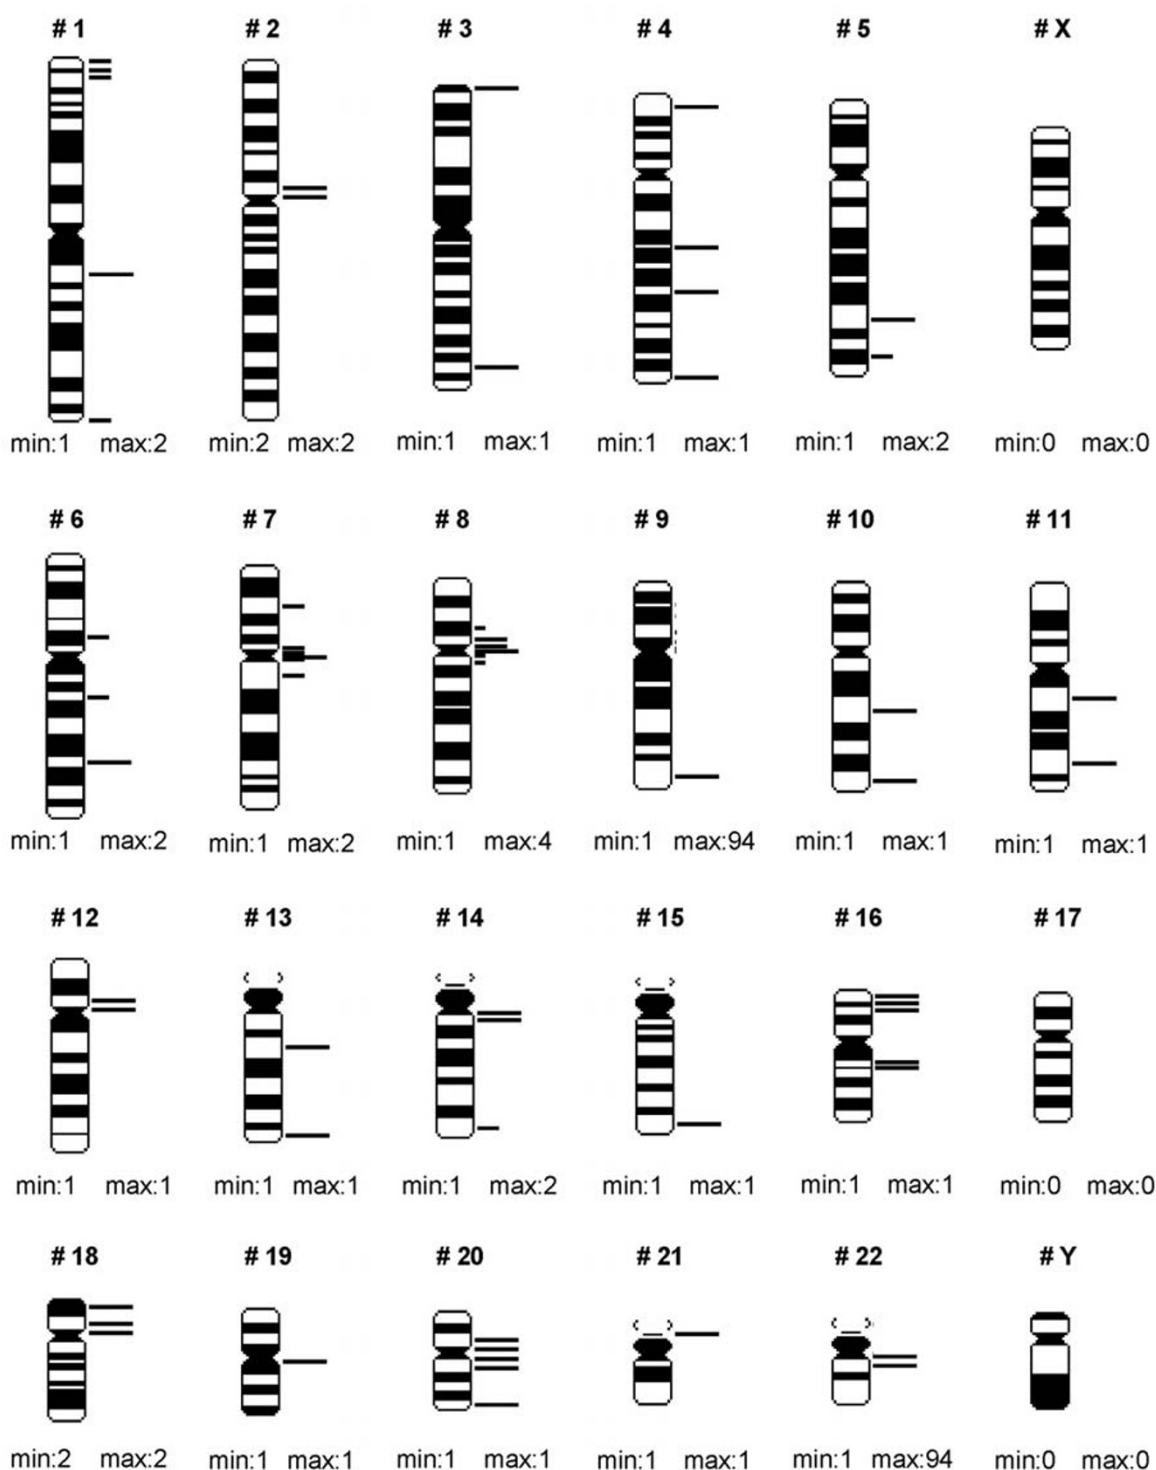 # 1 # 2 # 3 # 4 # 5 # X
min:1 max:2 min:2 max:2 min:1 max:1 min:1 max:1 min:1 max:2 min:0 max:0
# 6 # 7 # 8 # 9 # 10 # 11
min:1 max:2 min:1 max:2 min:1 max:4 min:1 max:94 min:1 max:1 min:1 max:1
# 12 # 13 # 14 # 15 # 16 # 17
min:1 max:1 min:1 max:1 min:1 max:2 min:1 max:1 min:1 max:1 min:0 max:0
# 18 # 19 # 20 # 21 # 22 # Y
min:2 max:2 min:1 max:1 min:1 max:1 min:1 max:1 min:1 max:94 min:0 max:0